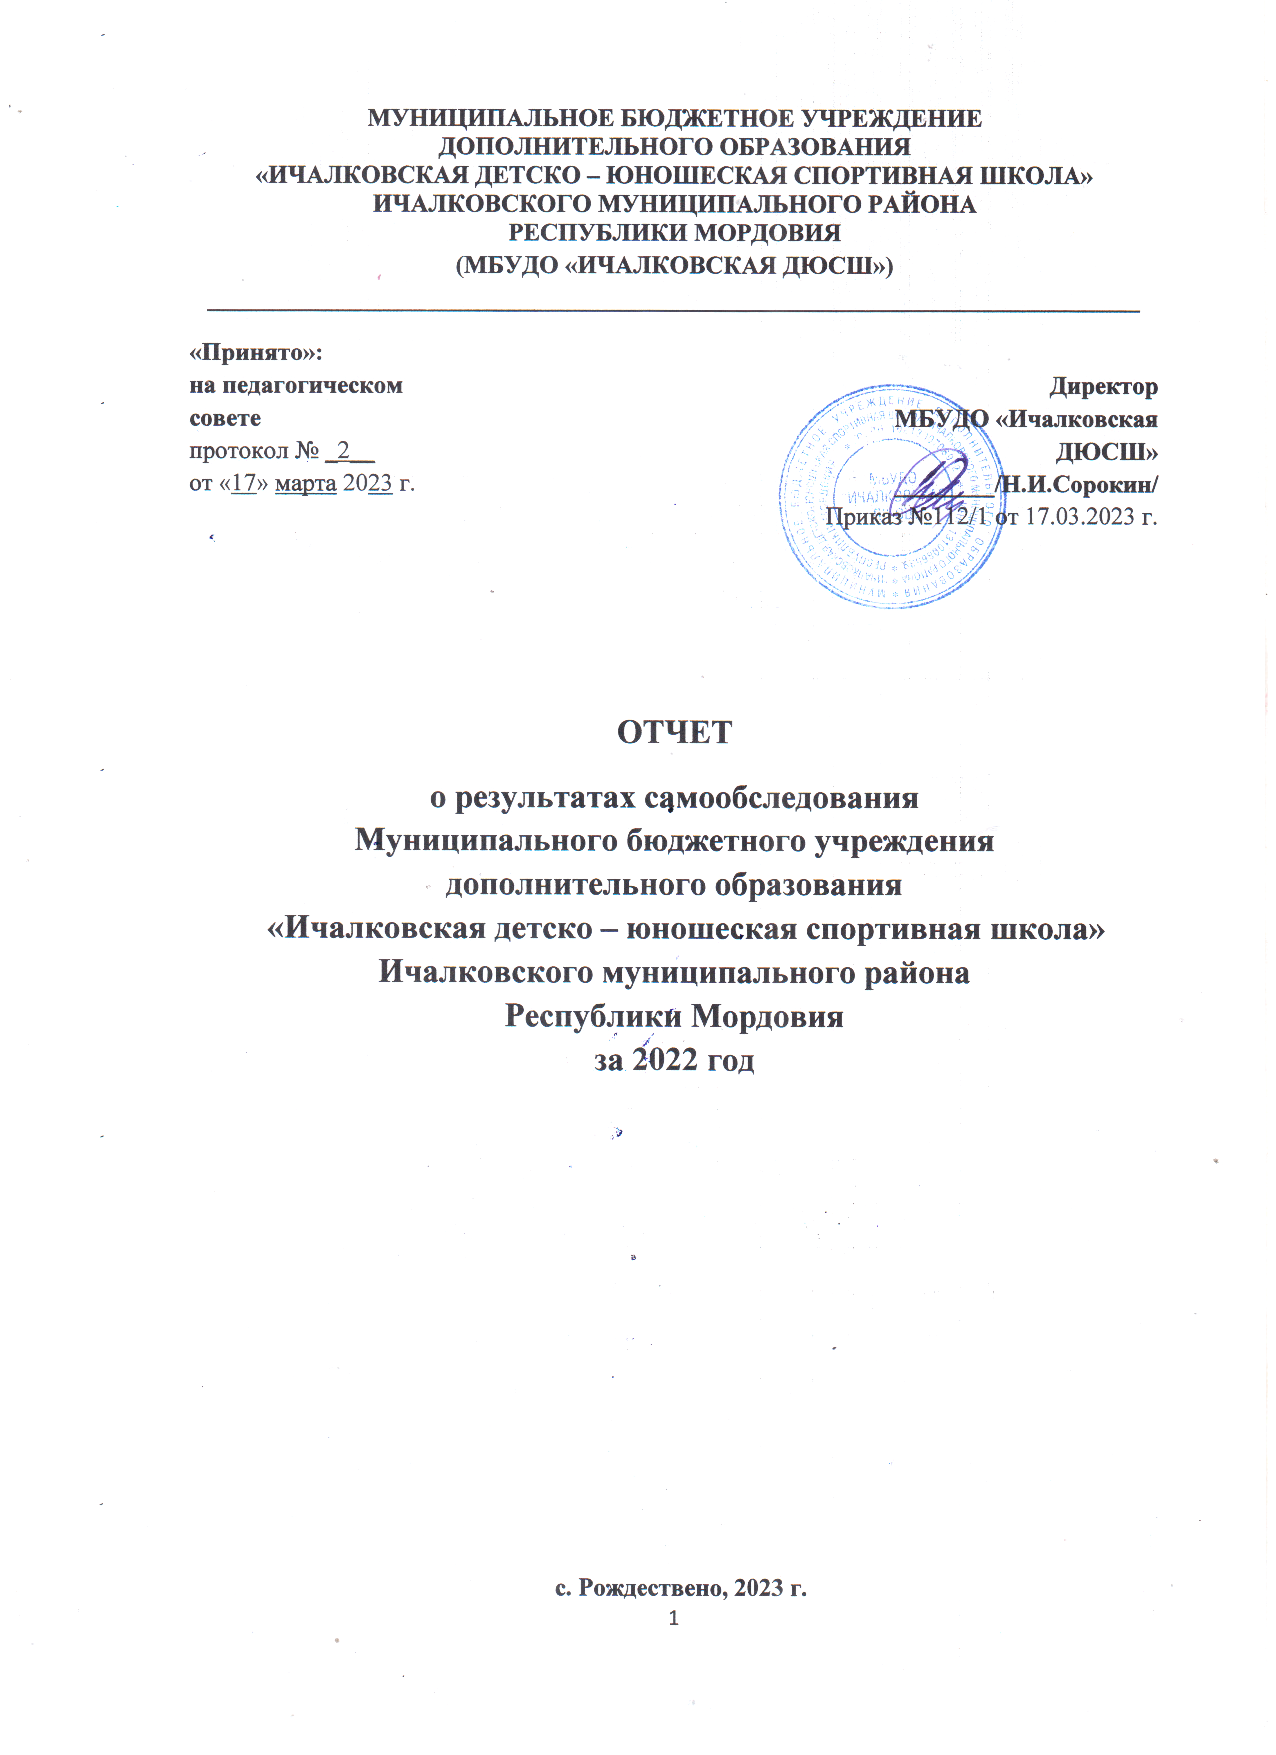 МУНИЦИПАЛЬНОЕ БЮДЖЕТНОЕ УЧРЕЖДЕНИЕ
ДОПОЛНИТЕЛЬНОГО ОБРАЗОВАНИЯ
«ИЧАЛКОВСКАЯ ДЕТСКО – ЮНОШЕСКАЯ СПОРТИВНАЯ ШКОЛА»
ИЧАЛКОВСКОГО МУНИЦИПАЛЬНОГО РАЙОНА
РЕСПУБЛИКИ МОРДОВИЯ
(МБУДО «ИЧАЛКОВСКАЯ ДЮСШ»)
«Принято»:
на педагогическом
совете
протокол № _2__
от «17» марта 2023 г.
Директор
МБУДО «Ичалковская
ДЮСШ»
________/Н.И.Сорокин/
Приказ №112/1 от 17.03.2023 г.
МБУДО
ОТЧЕТ
о результатах самообследования
Муниципального бюджетного учреждения
дополнительного образования
«Ичалковская детско – юношеская спортивная школа»
Ичалковского муниципального района
Республики Мордовия
за 2022 год
с. Рождествено, 2023 г.
1